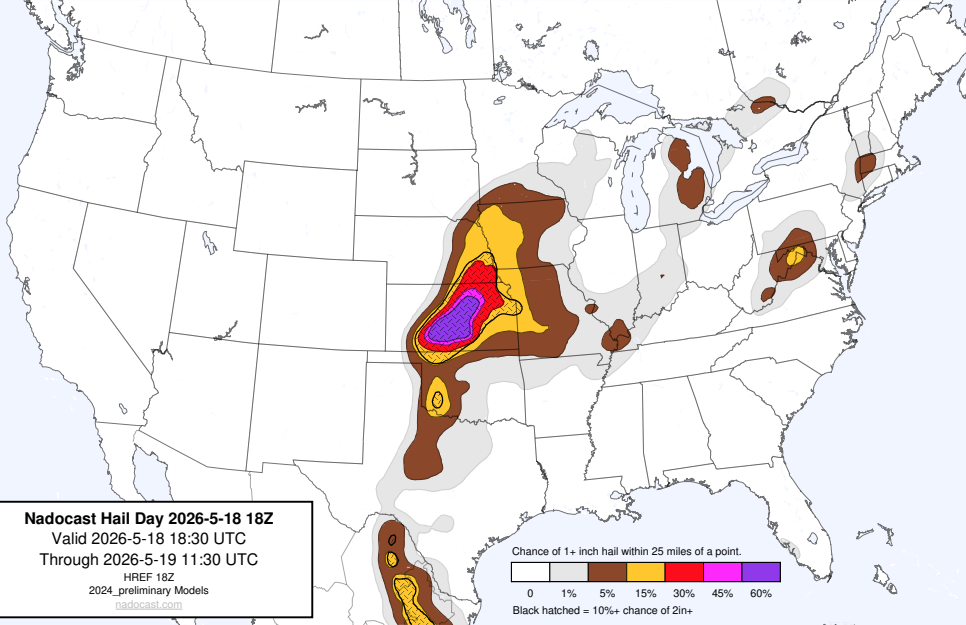 Nadocast Hail Day 2026-5-18 18Z
Valid 2026-5-18 18:30 UTC
Through 2026-5-19 11:30 UTC
HREF 18Z
2024_preliminary Models
nadocast.com
Chance of 1+ inch hail within 25 miles of a point.
0 1% 5% 15% 30% 45% 60%
Black hatched = 10%+ chance of 2in+